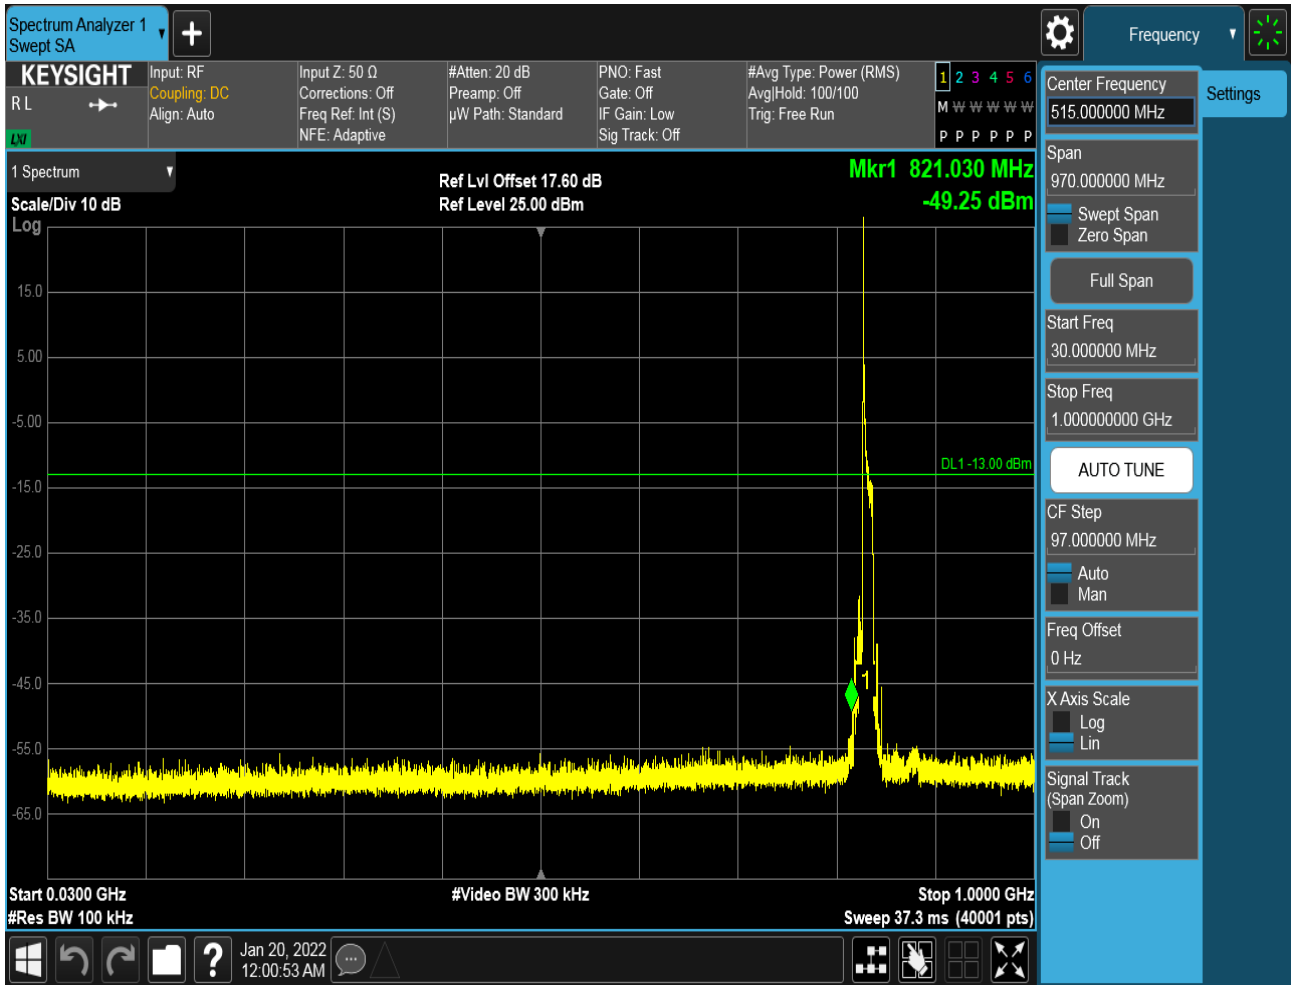 Spectrum Analyzer 1
Swept SA
Frequency
KEYSIGHT
R L
LXI
Input: RF
Coupling: DC
Align: Auto
Input Z: 50 Ω
Corrections: Off
Freq Ref: Int (S)
NFE: Adaptive
#Atten: 20 dB
Preamp: Off
µW Path: Standard
PNO: Fast
Gate: Off
IF Gain: Low
Sig Track: Off
#Avg Type: Power (RMS)
Avg|Hold: 100/100
Trig: Free Run
1 2 3 4 5 6
M W W W W W
P P P P P P
1 Spectrum
Scale/Div 10 dB
Log
Ref Lvl Offset 17.60 dB
Ref Level 25.00 dBm
Mkr1 821.030 MHz
-49.25 dBm
15.0
5.00
-5.00
-15.0
-25.0
-35.0
-45.0
-55.0
-65.0
DL1 -13.00 dBm
Start 0.0300 GHz
#Res BW 100 kHz
#Video BW 300 kHz
Stop 1.0000 GHz
Sweep 37.3 ms (40001 pts)
Center Frequency
515.000000 MHz
Settings
Span
970.000000 MHz
Swept Span
Zero Span
Full Span
Start Freq
30.000000 MHz
Stop Freq
1.000000000 GHz
AUTO TUNE
CF Step
97.000000 MHz
Auto
Man
Freq Offset
0 Hz
X Axis Scale
Log
Lin
Signal Track
(Span Zoom)
On
Off
?
Jan 20, 2022
12:00:53 AM